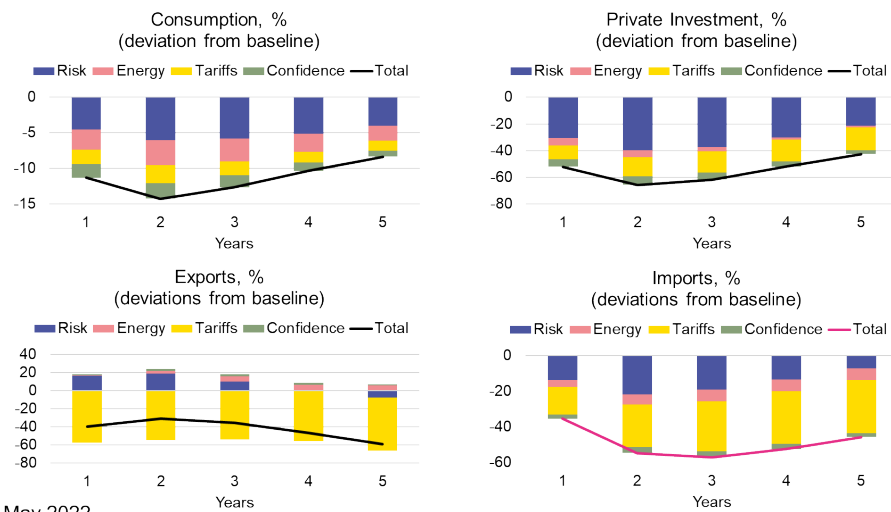 Consumption, %
(deviation from baseline)
Risk Energy Tariffs Confidence Total
0
-5
-10
-15
1 2 3 4 5
Years
Private Investment, %
(deviation from baseline)
Risk Energy Tariffs Confidence Total
0
-20
-40
-60
-80
1 2 3 4 5
Years
Exports, %
(deviations from baseline)
Risk Energy Tariffs Confidence Total
40
20
0
-20
-40
-60
-80
1 2 3 4 5
Years
Imports, %
(deviations from baseline)
Risk Energy Tariffs Confidence Total
0
-20
-40
-60
1 2 3 4 5
Years
May 2022